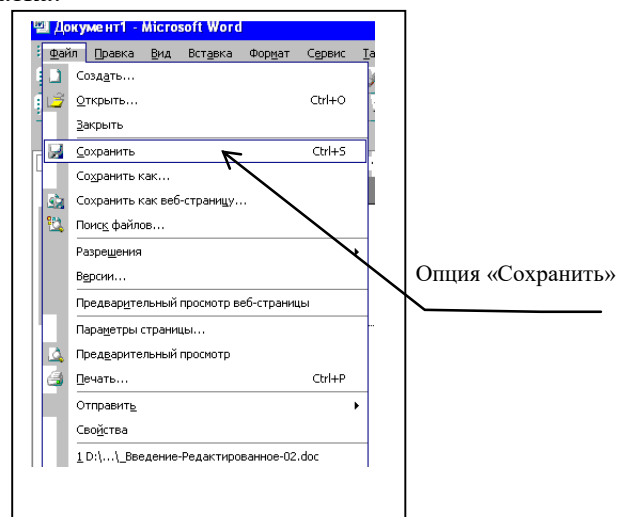 Документ1 - Microsoft Word
Файл Правка Вид Вставка Формат Сервис Та
Создать...
Открыть... Ctrl+O
Закрыть
Сохранить Ctrl+S
Сохранить как...
Сохранить как веб-страницу...
Поиск файлов...
Разрешения
Версии...
Опция «Сохранить»
Предварительный просмотр веб-страницы
Параметры страницы...
Предварительный просмотр
Печать... Ctrl+P
Отправить
Свойства
1 D:\...\_Введение-Редактированное-02.doc